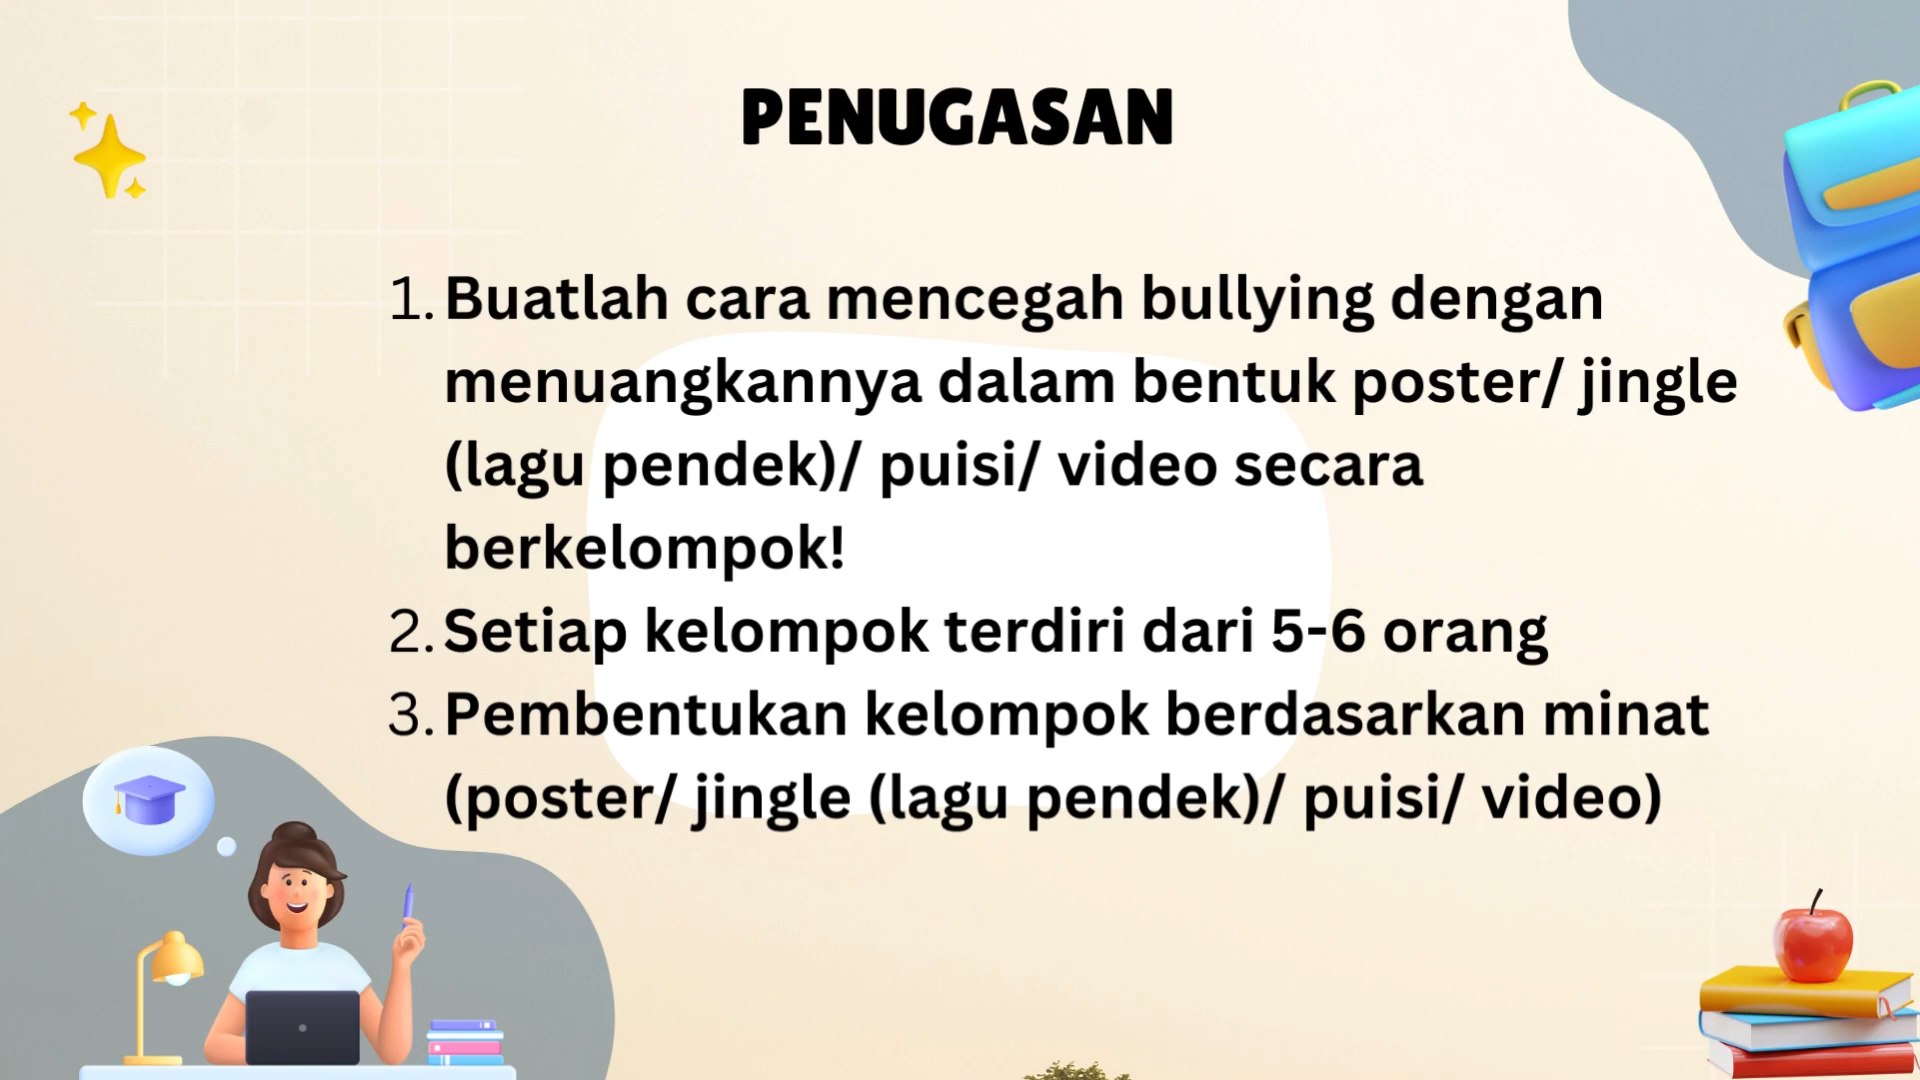 PENUGASAN
1. Buatlah cara mencegah bullying dengan
menuangkannya dalam bentuk poster/ jingle
(lagu pendek)/ puisi/ video secara
berkelompok!
2. Setiap kelompok terdiri dari 5-6 orang
3. Pembentukan kelompok berdasarkan minat
(poster/ jingle (lagu pendek)/ puisi/ video)